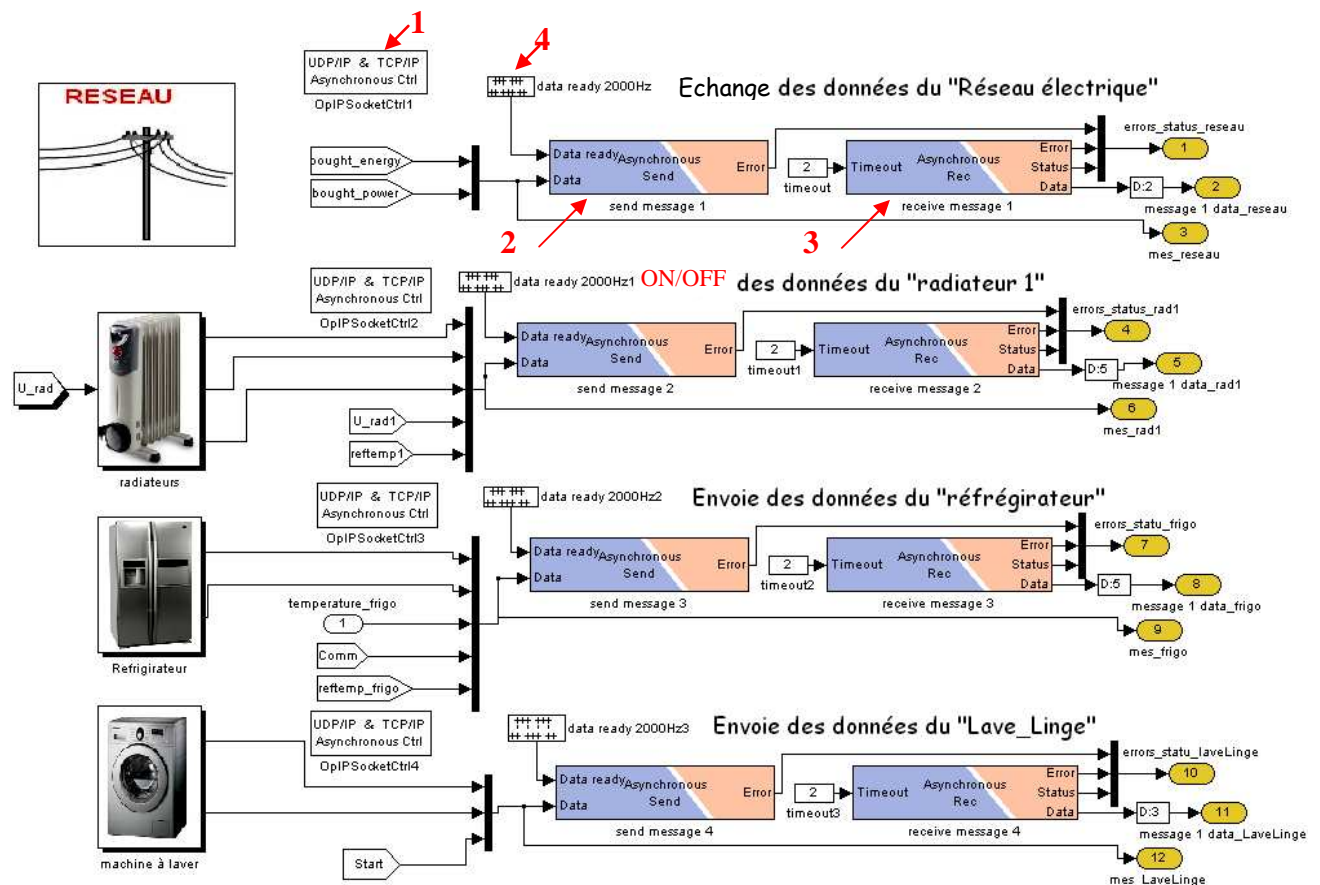 1
4
UDP/IP & TCP/IP
Asynchronous Ctrl
OpIPSocketCtrl1
RESEAU
data ready 2000Hz
Echange des données du "Réseau électrique"
bought_energy
bought_power
Data ready
Data
Asynchronous
Send
Error
send message 1
2
timeout
Timeout
Asynchronous
Rec
Error
Status
Data
receive message 1
errors_status_reseau
1
D:2
2
message 1 data_reseau
3
mes_reseau
2
3
UDP/IP & TCP/IP
Asynchronous Ctrl
OpIPSocketCtrl2
data ready 2000Hz1
ON/OFF des données du "radiateur 1"
U_rad
radiateurs
U_rad1
reftemp1
Data ready
Data
Asynchronous
Send
Error
send message 2
2
timeout1
Timeout
Asynchronous
Rec
Error
Status
Data
receive message 2
errors_status_rad1
4
D:5
5
message 1 data_rad1
6
mes_rad1
UDP/IP & TCP/IP
Asynchronous Ctrl
OpIPSocketCtrl3
data ready 2000Hz2
Envoie des données du "réfrégirateur"
Refrigirateur
temperature_frigo
1
Comm
reftemp_frigo
Data ready
Data
Asynchronous
Send
Error
send message 3
2
timeout2
Timeout
Asynchronous
Rec
Error
Status
Data
receive message 3
errors_statu_frigo
7
D:5
8
message 1 data_frigo
9
mes_frigo
UDP/IP & TCP/IP
Asynchronous Ctrl
OpIPSocketCtrl4
data ready 2000Hz3
Envoie des données du "Lave_Linge"
machine à laver
Start
Data ready
Data
Asynchronous
Send
Error
send message 4
2
timeout3
Timeout
Asynchronous
Rec
Error
Status
Data
receive message 4
errors_statu_laveLinge
10
D:3
11
message 1 data_LaveLinge
12
mes_LaveLinge